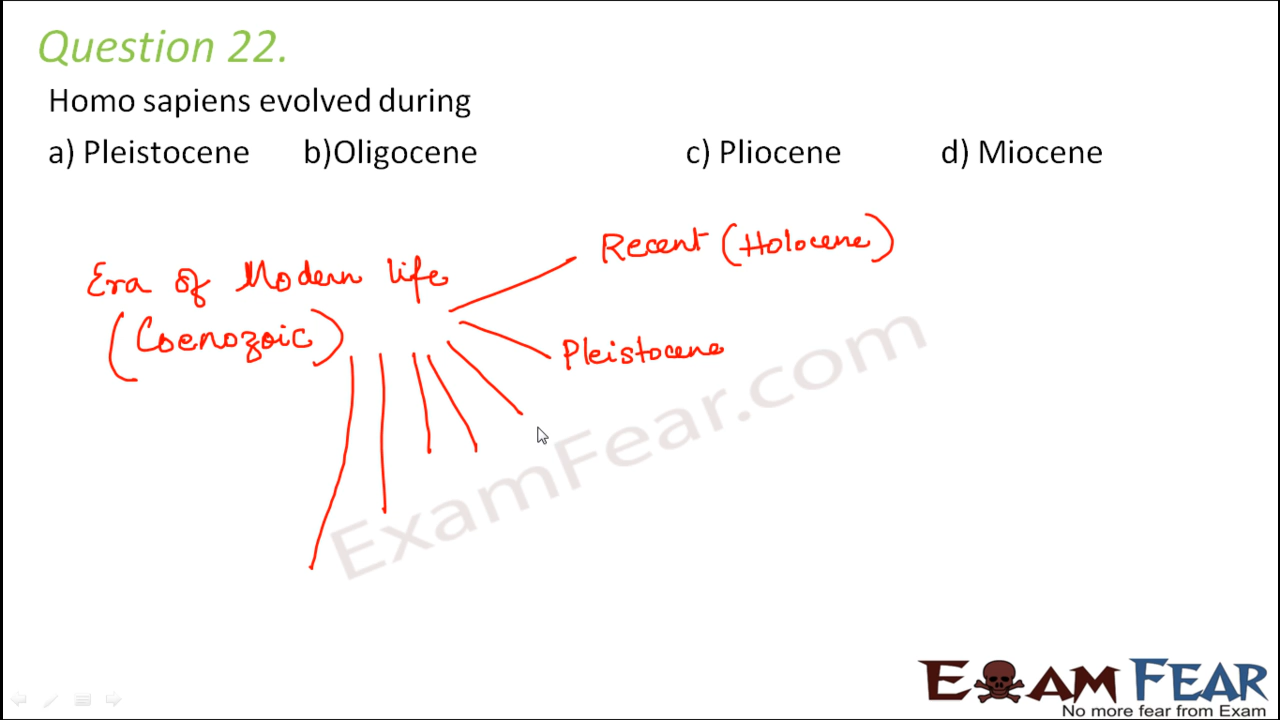 Question 22.
Homo sapiens evolved during
a) Pleistocene b)Oligocene c) Pliocene d) Miocene
Recent (Holocene)
Era of Modern life
(Coenozoic)
Pleistocene
ExamFear.com
EXAM FEAR
No more fear from Exam